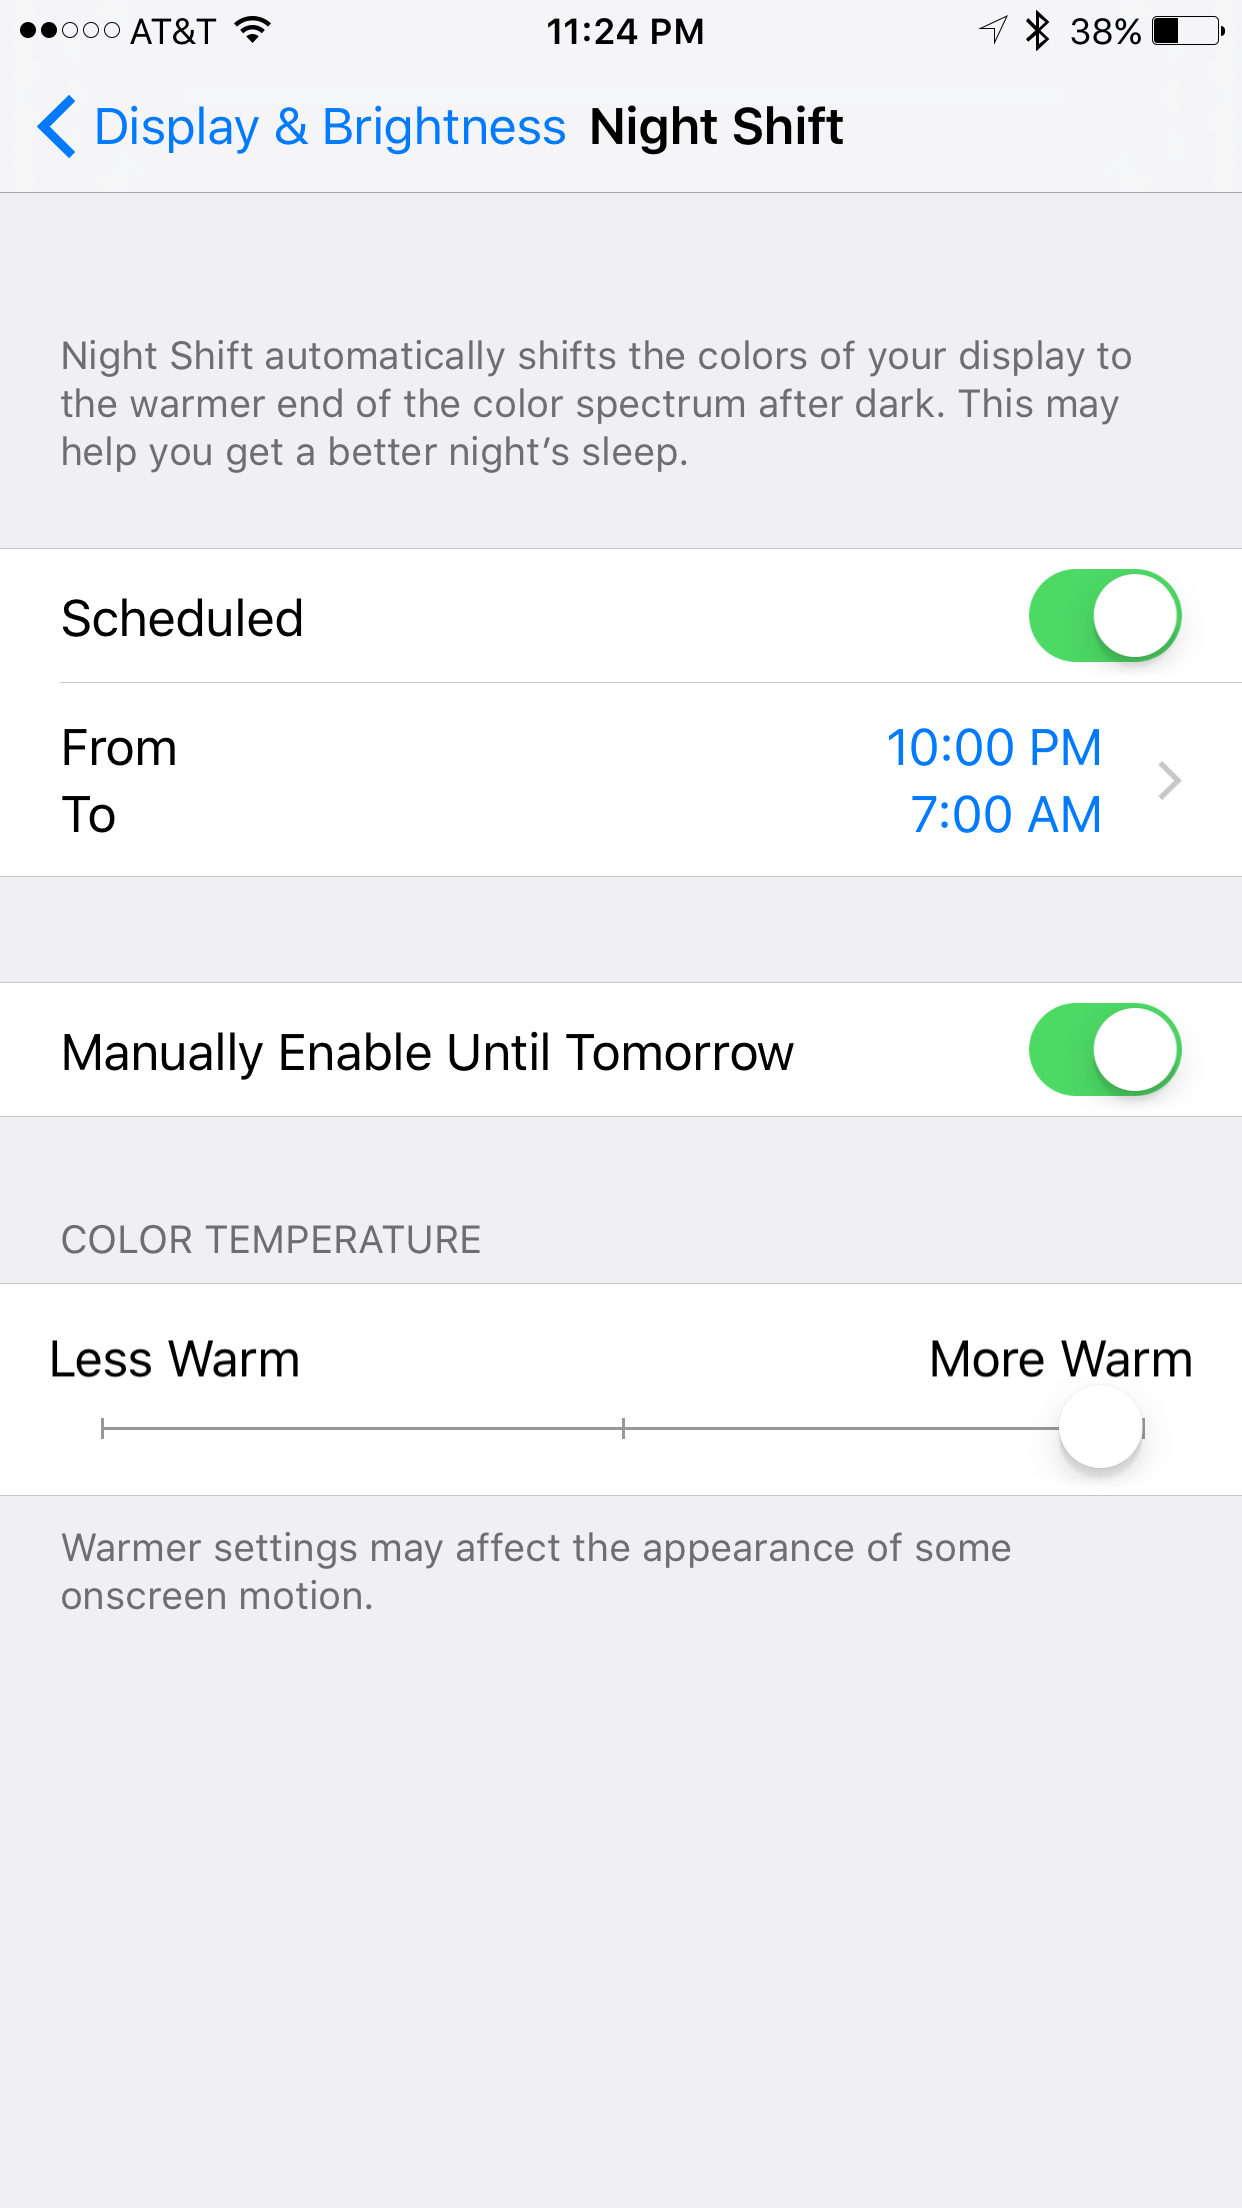 AT&T 11:24 PM 38%
Display & Brightness Night Shift
Night Shift automatically shifts the colors of your display to
the warmer end of the color spectrum after dark. This may
help you get a better night’s sleep.
Scheduled
From 10:00 PM
To 7:00 AM
Manually Enable Until Tomorrow
COLOR TEMPERATURE
Less Warm More Warm
Warmer settings may affect the appearance of some
onscreen motion.